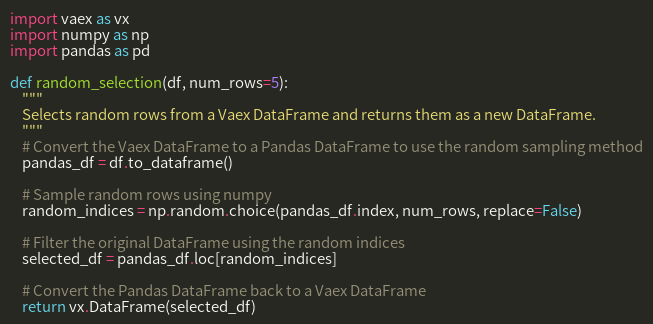 import vaex as vx
import numpy as np
import pandas as pd
def random_selection(df, num_rows=5):
"""
Selects random rows from a Vaex DataFrame and returns them as a new DataFrame.
"""
# Convert the Vaex DataFrame to a Pandas DataFrame to use the random sampling method
pandas_df = df.to_dataframe()
# Sample random rows using numpy
random_indices = np.random.choice(pandas_df.index, num_rows, replace=False)
# Filter the original DataFrame using the random indices
selected_df = pandas_df.loc[random_indices]
# Convert the Pandas DataFrame back to a Vaex DataFrame
return vx.DataFrame(selected_df)